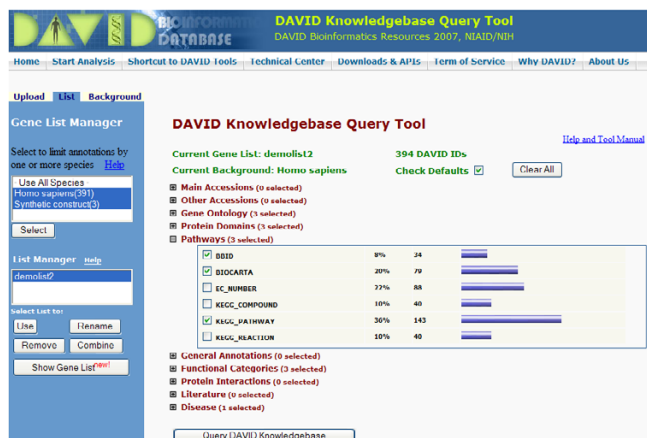 DAVID BIOINFORMATICS
DATABASE
DAVID Knowledgebase Query Tool
DAVID Bioinformatics Resources 2007, NIAID/NIH
Home Start Analysis Shortcut to DAVID Tools Technical Center Downloads & APIs Term of Service Why DAVID? About Us
Upload List Background
Gene List Manager
Select to limit annotations by
one or more species Help
Use All Species
Homo sapiens(391)
Synthetic construct(3)
Select
List Manager Help
demolist2
Select List to:
Use Rename
Remove Combine
Show Gene List new!
DAVID Knowledgebase Query Tool
Help and Tool Manual
Current Gene List: demolist2 394 DAVID IDs
Current Background: Homo sapiens Check Defaults Clear All
Main Accessions (0 selected)
Other Accessions (0 selected)
Gene Ontology (3 selected)
Protein Domains (3 selected)
Pathways (3 selected)
BBID 8% 34
BIOCARTA 20% 79
EC_NUMBER 22% 88
KEGG_COMPOUND 10% 40
KEGG_PATHWAY 36% 143
KEGG_REACTION 10% 40
General Annotations (0 selected)
Functional Categories (3 selected)
Protein Interactions (0 selected)
Literature (0 selected)
Disease (1 selected)
Query DAVID Knowledgebase